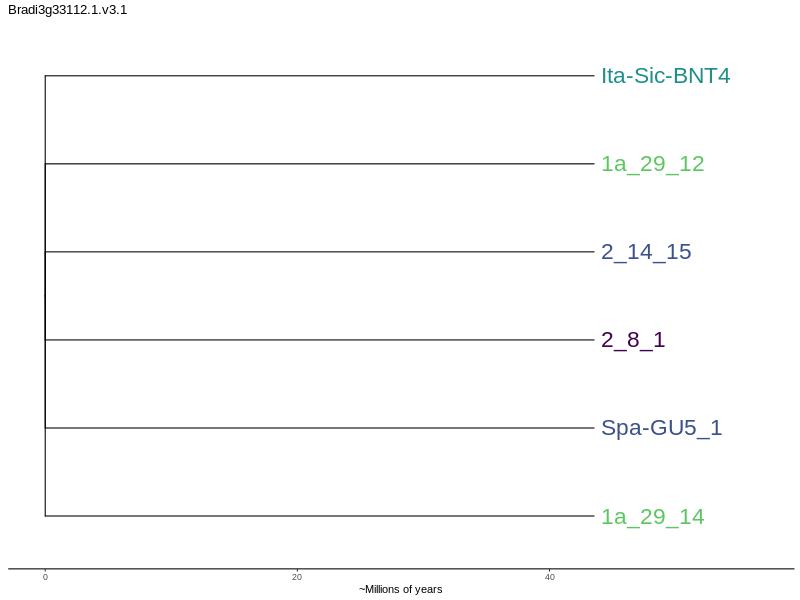 Bradi3g33112.1.v3.1
Ita-Sic-BNT4
1a_29_12
2_14_15
2_8_1
Spa-GU5_1
1a_29_14
0 20 40
~Millions of years